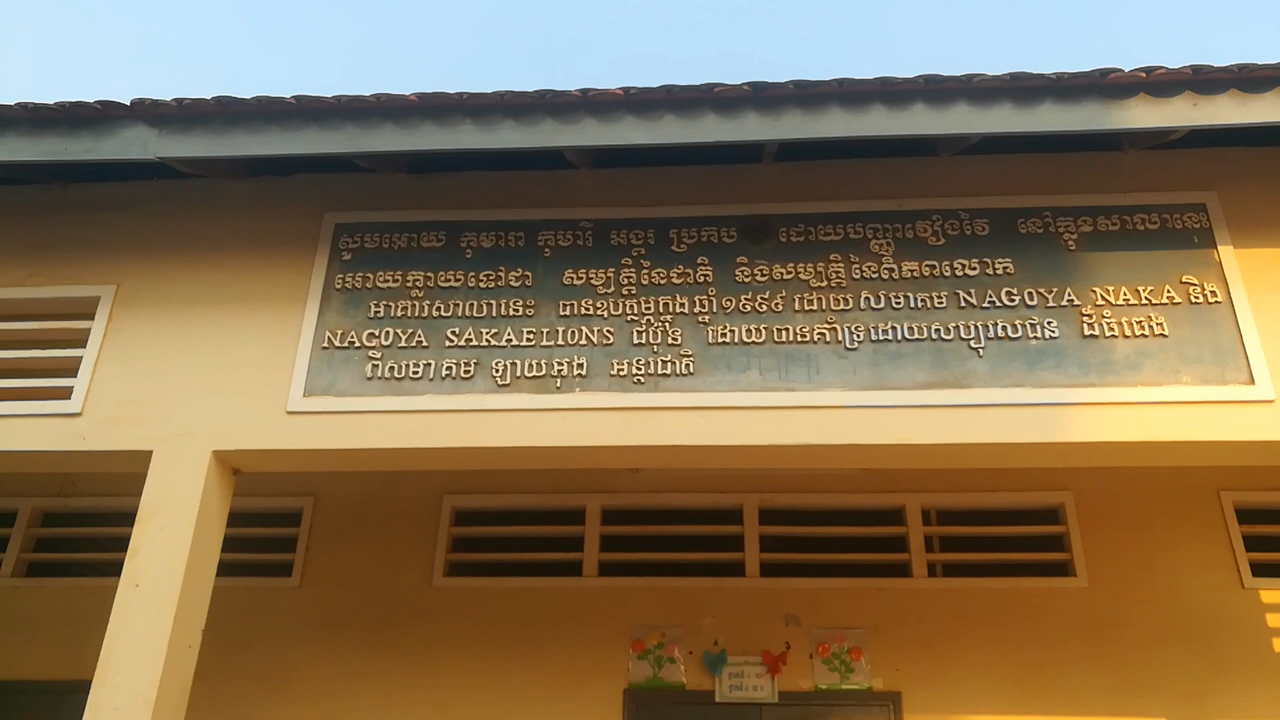 សូមអោយ កុមារា កុមារី អង្គរ ប្រកប ដោយបញ្ញាវៀងវៃ នៅក្នុងសាលានេះ
អោយក្លាយទៅជា សម្បត្តិនៃជាតិ និងសម្បត្តិនៃពិភពលោក
អាគារសាលានេះ បានឧបត្ថម្ភក្នុងឆ្នាំ ១៩៩៩ ដោយ សមាគម NAGOYA NAKA និង
NAGOYA SAKAELIONS ជប៉ុន ដោយបានគាំទ្រដោយសប្បុរសជន ដ៏ធំធេង
ពីសមាគម ឡាយអុង អន្តរជាតិ